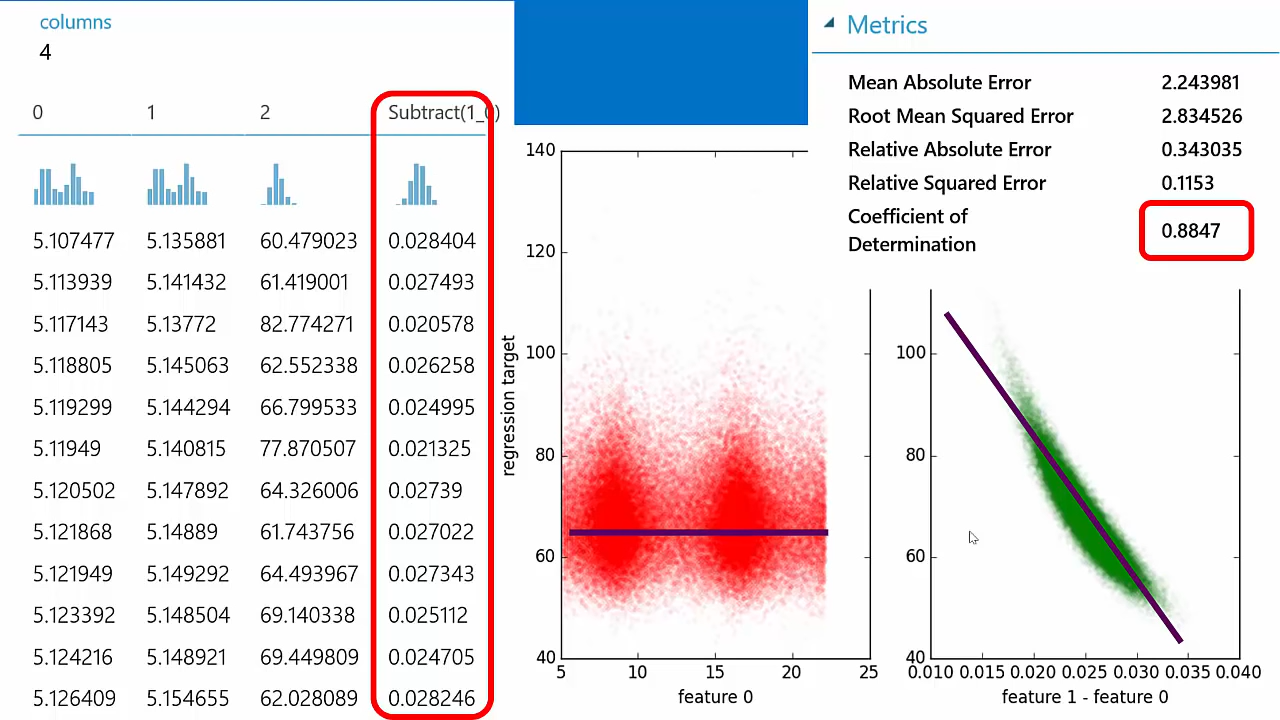 columns
4
0 1 2 Subtract(1_0)
5.107477 5.135881 60.479023 0.028404
5.113939 5.141432 61.419001 0.027493
5.117143 5.13772 82.774271 0.020578
5.118805 5.145063 62.552338 0.026258
5.119299 5.144294 66.799533 0.024995
5.11949 5.140815 77.870507 0.021325
5.120502 5.147892 64.326006 0.02739
5.121868 5.14889 61.743756 0.027022
5.121949 5.149292 64.493967 0.027343
5.123392 5.148504 69.140338 0.025112
5.124216 5.148921 69.449809 0.024705
5.126409 5.154655 62.028089 0.028246
140
120
100
80
60
40
regression target
5 10 15 20 25
feature 0
Metrics
Mean Absolute Error 2.243981
Root Mean Squared Error 2.834526
Relative Absolute Error 0.343035
Relative Squared Error 0.1153
Coefficient of
Determination 0.8847
100
80
60
40
0.010 0.015 0.020 0.025 0.030 0.035 0.040
feature 1 - feature 0